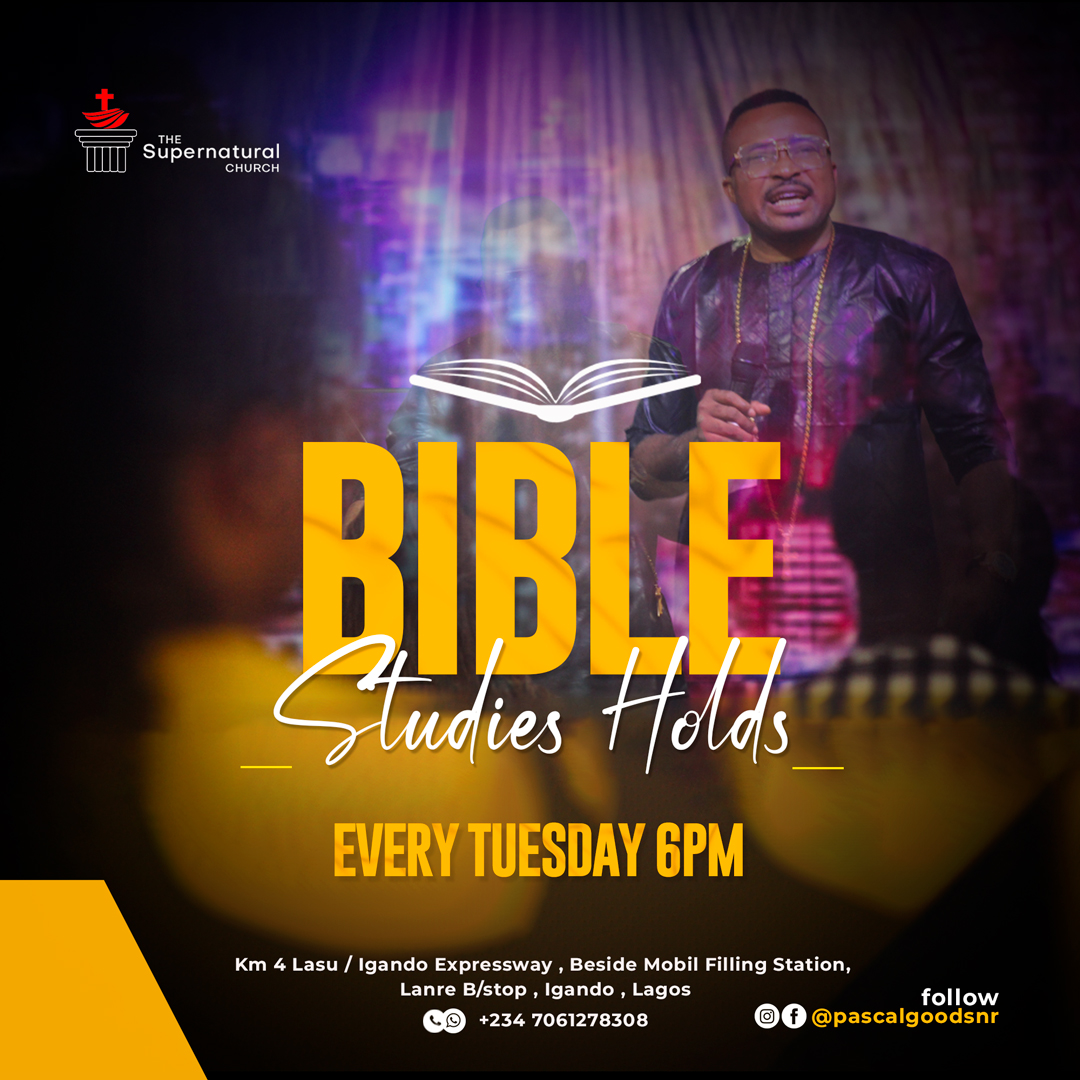 THE
Supernatural
CHURCH
BIBLE
Studies Holds
EVERY TUESDAY 6PM
Km 4 Lasu / Igando Expressway , Beside Mobil Filling Station,
Lanre B/stop , Igando , Lagos
+234 7061278308
follow
@pascalgoodsnr